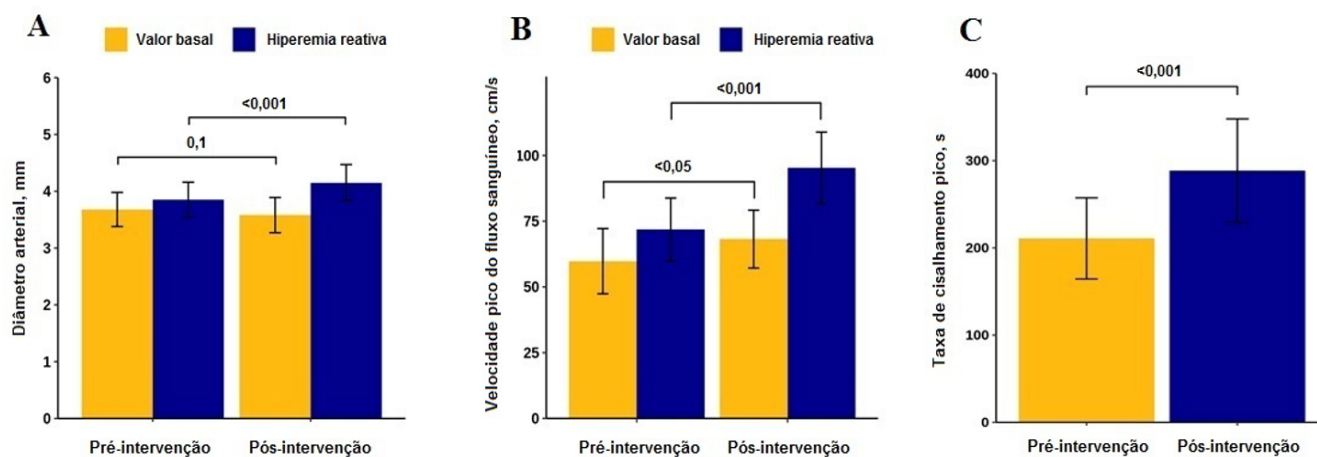 A
Valor basal Hiperemia reativa
Diâmetro arterial, mm
6
5
4
3
2
1
0
<0,001
0,1
Pré-intervenção Pós-intervenção
B
Valor basal Hiperemia reativa
Velocidade pico do fluxo sanguíneo, cm/s
100
75
50
25
0
<0,001
<0,05
Pré-intervenção Pós-intervenção
C
Taxa de cisalhamento pico, s
400
300
200
100
0
<0,001
Pré-intervenção Pós-intervenção